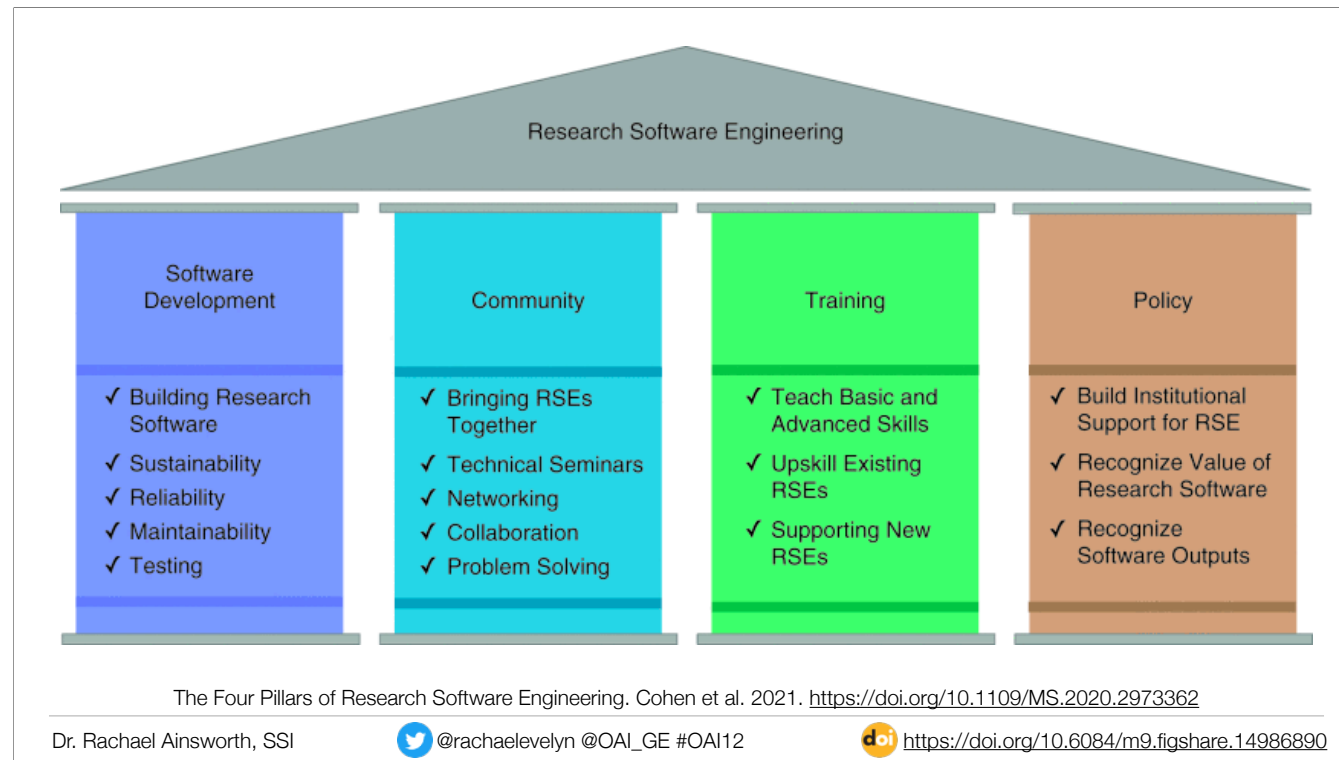 Research Software Engineering
Software
Development
✓ Building Research
Software
✓ Sustainability
✓ Reliability
✓ Maintainability
✓ Testing
Community
✓ Bringing RSEs
Together
✓ Technical Seminars
✓ Networking
✓ Collaboration
✓ Problem Solving
Training
✓ Teach Basic and
Advanced Skills
✓ Upskill Existing
RSEs
✓ Supporting New
RSEs
Policy
✓ Build Institutional
Support for RSE
✓ Recognize Value of
Research Software
✓ Recognize
Software Outputs
The Four Pillars of Research Software Engineering. Cohen et al. 2021. https://doi.org/10.1109/MS.2020.2973362
Dr. Rachael Ainsworth, SSI @rachaelevelyn @OAI_GE #OAI12 doi https://doi.org/10.6084/m9.figshare.14986890